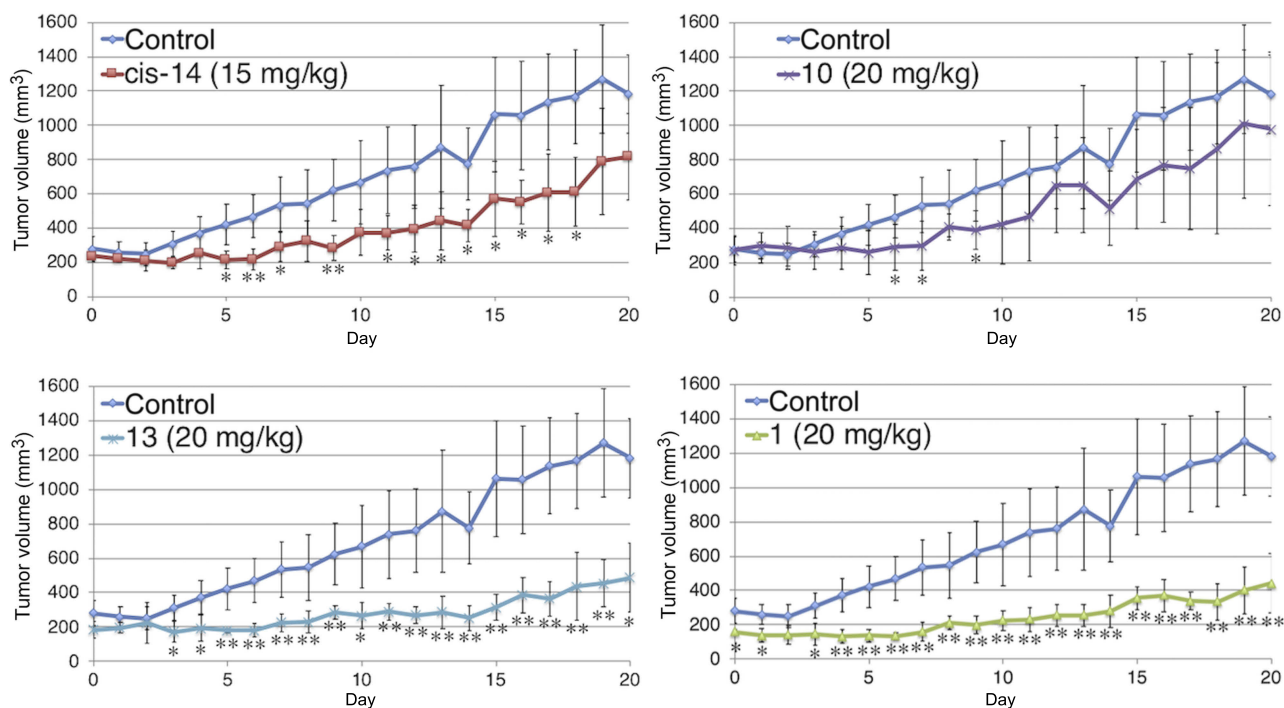 1600
1400
1200
1000
800
600
400
200
0
Tumor volume (mm³)
Control
cis-14 (15 mg/kg)
* ** * ** * * * * * * * *
0 5 10 15 20
Day
1600
1400
1200
1000
800
600
400
200
0
Tumor volume (mm³)
Control
10 (20 mg/kg)
* * *
0 5 10 15 20
Day
1600
1400
1200
1000
800
600
400
200
0
Tumor volume (mm³)
Control
13 (20 mg/kg)
* * ** ** ** ** ** * ** ** ** ** ** ** ** ** ** *
0 5 10 15 20
Day
1600
1400
1200
1000
800
600
400
200
0
Tumor volume (mm³)
Control
1 (20 mg/kg)
* * * ** ** ** ** ** ** ** ** ** ** ** ** ** ** ** ** **
0 5 10 15 20
Day